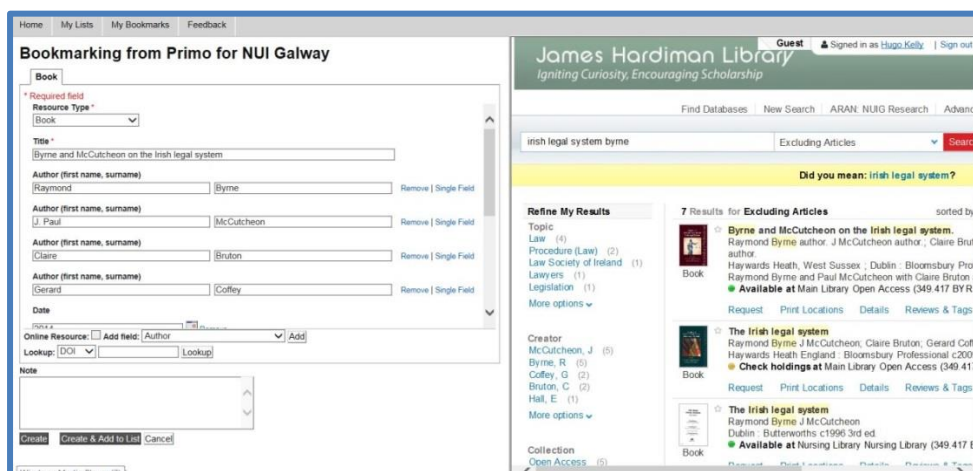 Home My Lists My Bookmarks Feedback
Bookmarking from Primo for NUI Galway
Book
* Required field
Resource Type *
Book
Title *
Byrne and McCutcheon on the Irish legal system
Author (first name, surname)
Raymond Byrne Remove | Single Field
Author (first name, surname)
J. Paul McCutcheon Remove | Single Field
Author (first name, surname)
Claire Bruton Remove | Single Field
Author (first name, surname)
Gerard Coffey Remove | Single Field
Date
2014
Online Resource: Add field: Author Add
Lookup: DOI Lookup
Note
Create Create & Add to List Cancel
Guest Signed in as Hugo Kelly | Sign out
James Hardiman Library
Igniting Curiosity, Encouraging Scholarship
Find Databases New Search ARAN: NUIG Research
irish legal system byrne Excluding Articles
Did you mean: irish legal system?
Refine My Results
Topic
Law (4)
Procedure (Law) (2)
Law Society of Ireland (1)
Lawyers (1)
Legislation (1)
More options
Creator
McCutcheon, J (5)
Byrne, R (5)
Coffey, G (2)
Bruton, C (2)
Hall, E (1)
More options
Collection
Open Access (5)
7 Results for Excluding Articles sorted by
Byrne and McCutcheon on the Irish legal system.
Raymond Byrne author. J McCutcheon author.; Claire
author.
Haywards Heath, West Sussex ; Dublin : Bloomsbury
Raymond Byrne and Paul McCutcheon with Claire Bruton
Available at Main Library Open Access (349.417 BYR
Book
Request Print Locations Details Reviews & Tags
The Irish legal system
Raymond Byrne J McCutcheon; Claire Bruton; Gerard
Haywards Heath England : Bloomsbury Professional
Check holdings at Main Library Open Access
Book
Request Print Locations Details Reviews & Tags
The Irish legal system
Raymond Byrne J McCutcheon
Dublin : Butterworths c1996 3rd ed.
Available at Nursing Library Nursing Library (349.417
Book